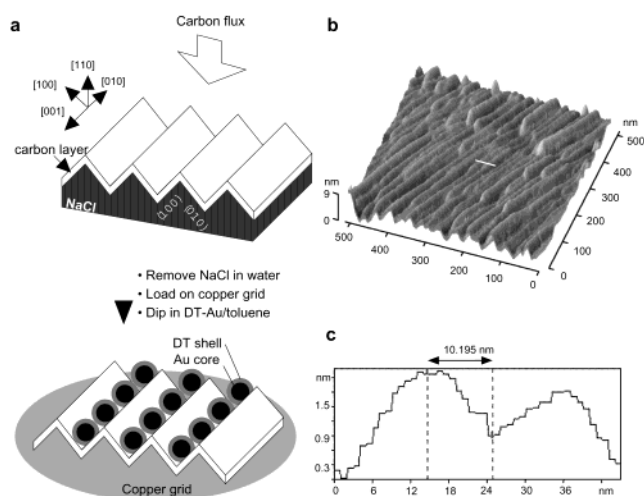 a
Carbon flux
[110]
[100]
[010]
[001]
carbon layer
NaCl
(100)
(010)
• Remove NaCl in water
• Load on copper grid
• Dip in DT-Au/toluene
DT shell
Au core
Copper grid
b
nm
500
400
300
200
100
0
nm
9
0
500
400
300
200
100
0
c
10.195 nm
nm
1.5
0.9
0.3
0
6
12
18
24
30
36
nm